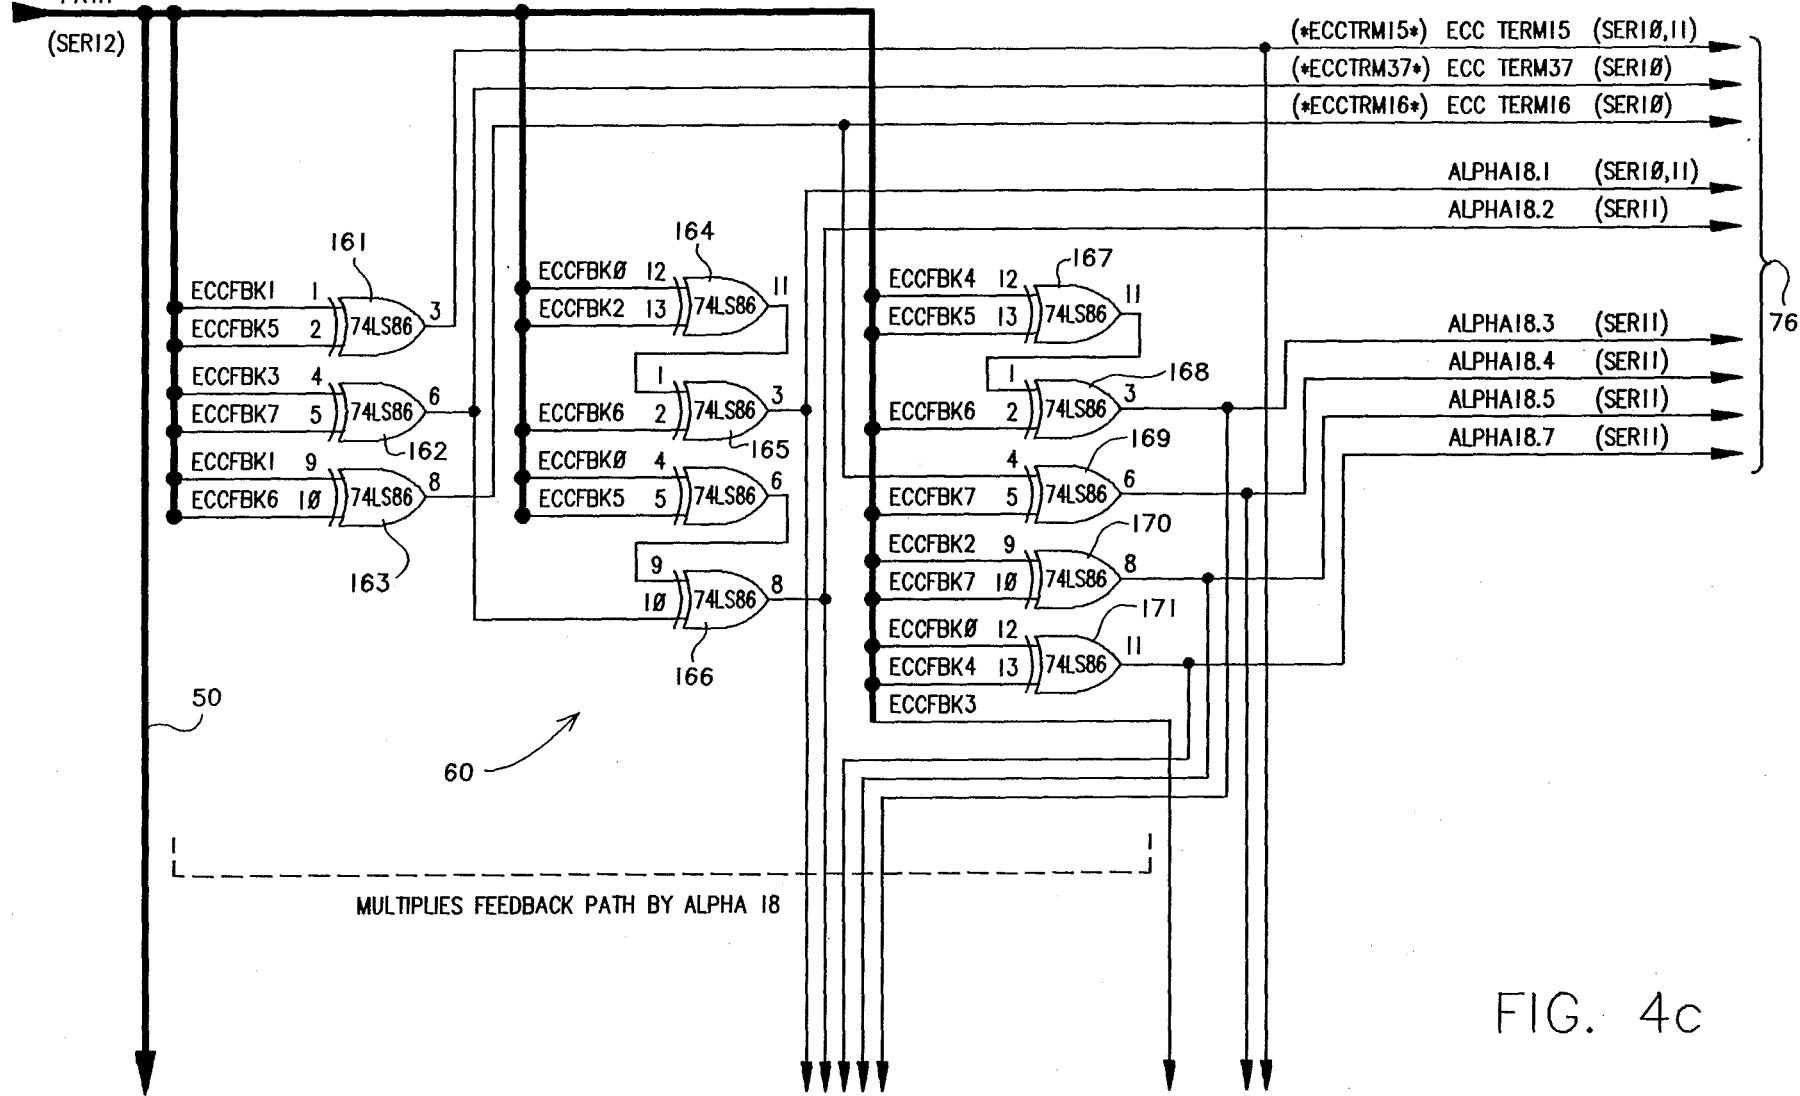 (SER12)
(*ECCTRM15*) ECC TERM15 (SER10,11)
(*ECCTRM37*) ECC TERM37 (SER10)
(*ECCTRM16*) ECC TERM16 (SER10)
ALPHA18.1 (SER10,11)
ALPHA18.2 (SER11)
ALPHA18.3 (SER11)
ALPHA18.4 (SER11)
ALPHA18.5 (SER11)
ALPHA18.7 (SER11)
76
161
ECCFBK1 1
ECCFBK5 2
74LS86
3
ECCFBK3 4
ECCFBK7 5
74LS86
6
162
ECCFBK1 9
ECCFBK6 10
74LS86
8
163
164
ECCFBK0 12
ECCFBK2 13
74LS86
11
1
ECCFBK6 2
74LS86
3
165
ECCFBK0 4
ECCFBK5 5
74LS86
6
9
10
74LS86
8
166
167
ECCFBK4 12
ECCFBK5 13
74LS86
11
1
ECCFBK6 2
74LS86
3
168
4
ECCFBK7 5
74LS86
6
169
ECCFBK2 9
ECCFBK7 10
74LS86
8
170
ECCFBK0 12
ECCFBK4 13
74LS86
11
171
ECCFBK3
50
60
MULTIPLIES FEEDBACK PATH BY ALPHA 18
FIG. 4c